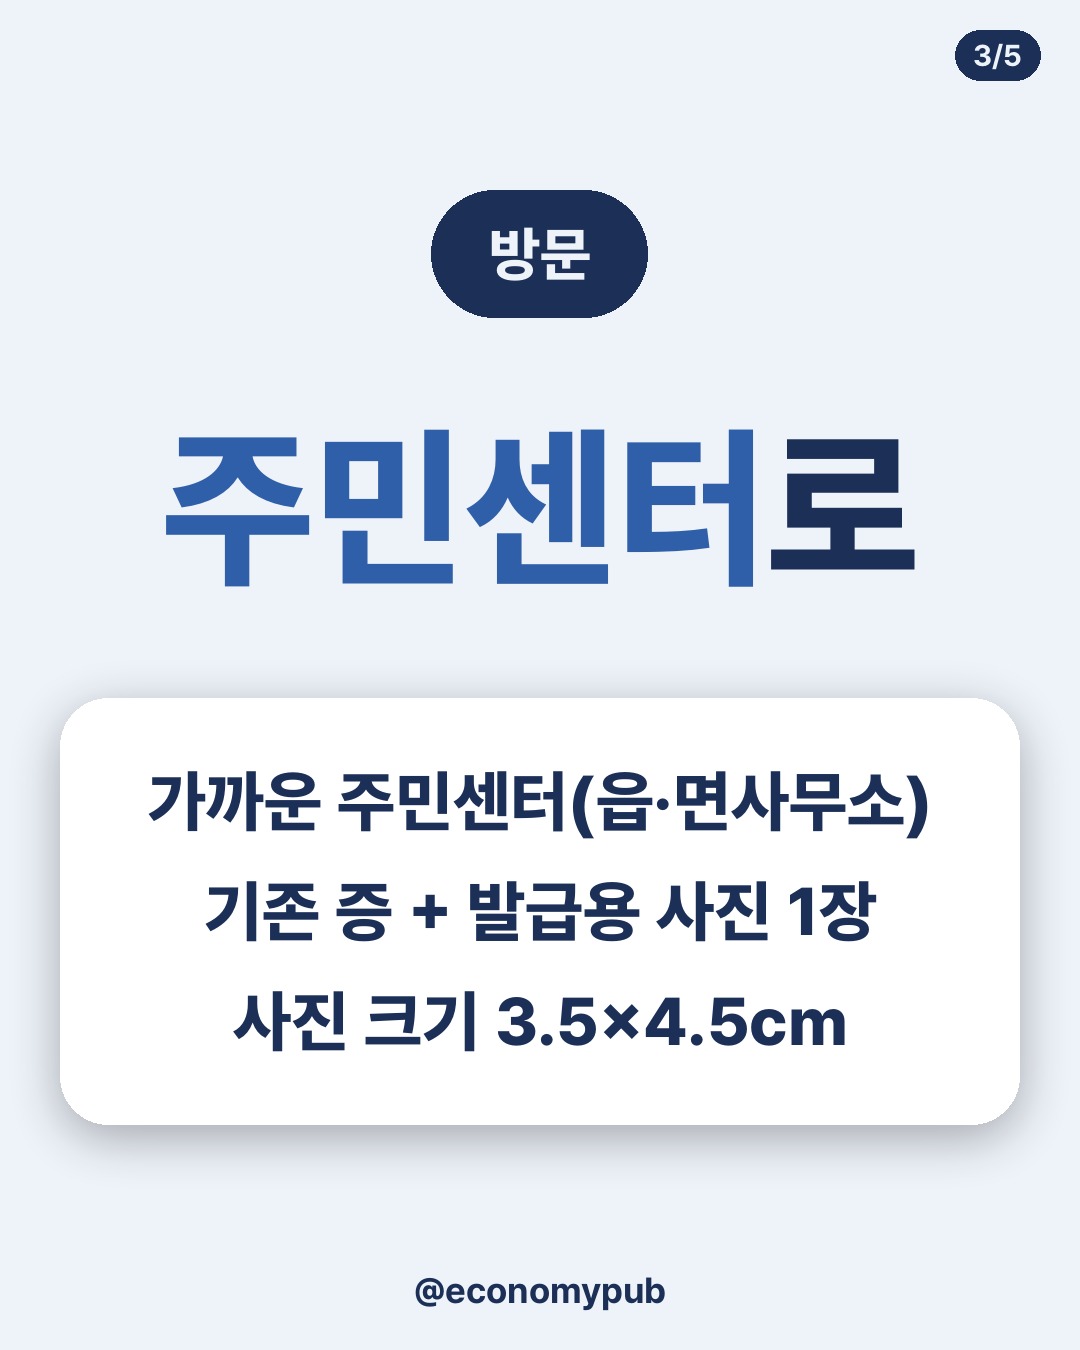 3/5
방문
주민센터로
가까운 주민센터(읍·면사무소)
기존 증 + 발급용 사진 1장
사진 크기 3.5×4.5cm
@economypub